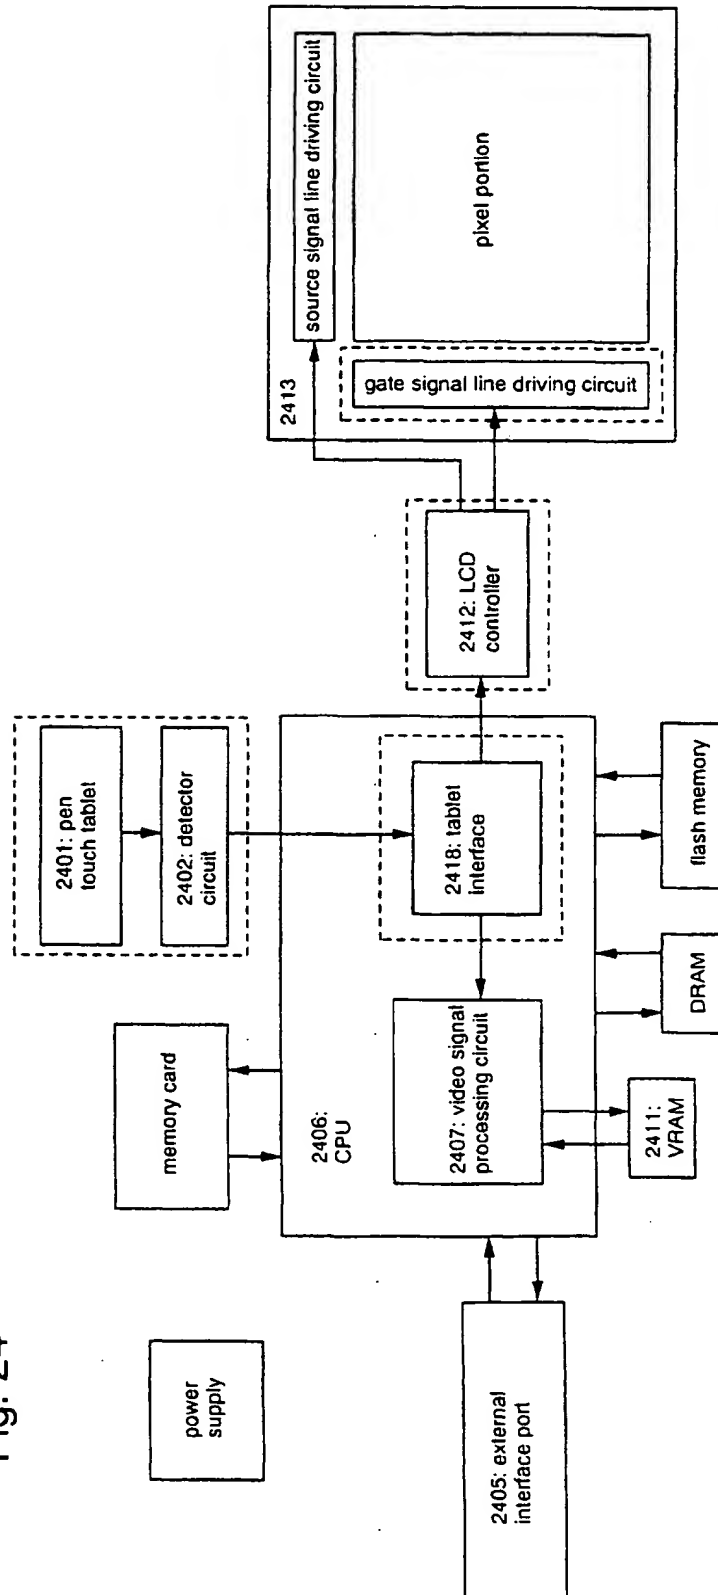 Fig. 24
power
supply
2405: external
interface port
memory card
2406:
CPU
2407: video signal
processing circuit
2411:
VRAM
2401: pen
touch tablet
2402: detector
circuit
2418: tablet
interface
DRAM
flash memory
2412: LCD
controller
2413
source signal line driving circuit
gate signal line driving circuit
pixel portion